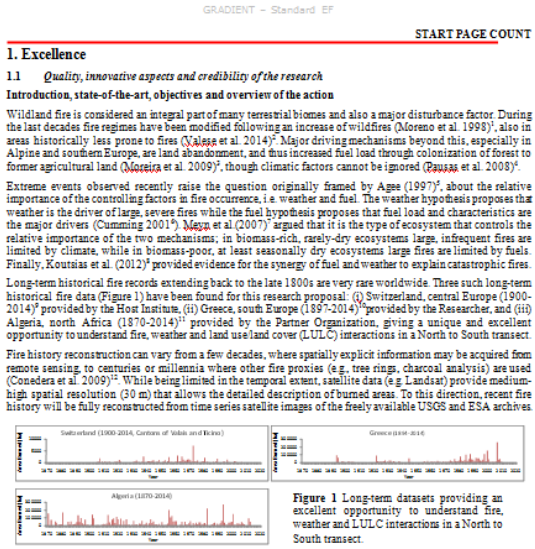 GRADIENT – Standard EF
START PAGE COUNT
1. Excellence
1.1 Quality, innovative aspects and credibility of the research
Introduction, state-of-the-art, objectives and overview of the action
Wildland fire is considered an integral part of many terrestrial biomes and also a major disturbance factor. During
the last decades fire regimes have been modified following an increase of wildfires (Moreno et al. 1998)¹, also in
areas historically less prone to fires (Valese et al. 2014)². Major driving mechanisms beyond this, especially in
Alpine and southern Europe, are land abandonment, and thus increased fuel load through colonization of forest to
former agricultural land (Moreira et al. 2009)³, though climatic factors cannot be ignored (Pausas et al. 2008)⁴.
Extreme events observed recently raise the question originally framed by Agee (1997)⁵, about the relative
importance of the controlling factors in fire occurrence, i.e. weather and fuel. The weather hypothesis proposes that
weather is the driver of large, severe fires while the fuel hypothesis proposes that fuel load and characteristics are
the major drivers (Cumming 2001⁶). Meyn et al.(2007)⁷ argued that it is the type of ecosystem that controls the
relative importance of the two mechanisms; in biomass-rich, rarely-dry ecosystems large, infrequent fires are
limited by climate, while in biomass-poor, at least seasonally dry ecosystems large fires are limited by fuels.
Finally, Koutsias et al. (2012)⁸ provided evidence for the synergy of fuel and weather to explain catastrophic fires.
Long-term historical fire records extending back to the late 1800s are very rare worldwide. Three such long-term
historical fire data (Figure 1) have been found for this research proposal: (i) Switzerland, central Europe (1900-
2014)⁹ provided by the Host Institute, (ii) Greece, south Europe (1897-2014)¹⁰provided by the Researcher, and (iii)
Algeria, north Africa (1870-2014)¹¹ provided by the Partner Organization, giving a unique and excellent
opportunity to understand fire, weather and land use/land cover (LULC) interactions in a North to South transect.
Fire history reconstruction can vary from a few decades, where spatially explicit information may be acquired from
remote sensing, to centuries or millennia where other fire proxies (e.g., tree rings, charcoal analysis) are used
(Conedera et al. 2009)¹². While being limited in the temporal extent, satellite data (e.g. Landsat) provide medium-
high spatial resolution (30 m) that allows the detailed description of burned areas. To this direction, recent fire
history will be fully reconstructed from time series satellite images of the freely available USGS and ESA archives.
Switzerland (1900-2014, Cantons of Valais and Ticino)
Greece (1894-2014)
Algeria (1870-2014)
Year
Year
Year
Figure 1 Long-term datasets providing an
excellent opportunity to understand fire,
weather and LULC interactions in a North to
South transect.